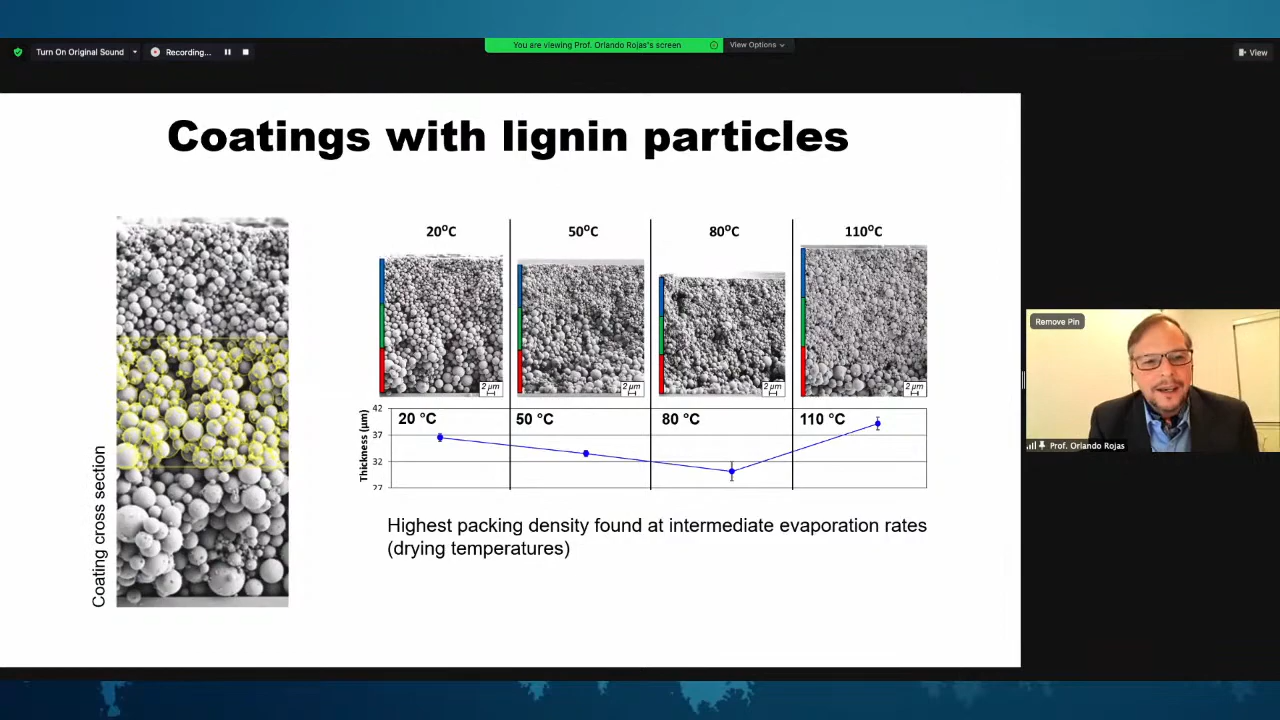 Turn On Original Sound
Recording...
You are viewing Prof. Orlando Rojas's screen
View Options
View
Coatings with lignin particles
Coating cross section
20ºC
50ºC
80ºC
110ºC
2 µm
2 µm
2 µm
2 µm
Thickness (µm)
42
37
32
27
20 °C
50 °C
80 °C
110 °C
Highest packing density found at intermediate evaporation rates
(drying temperatures)
Remove Pin
Prof. Orlando Rojas